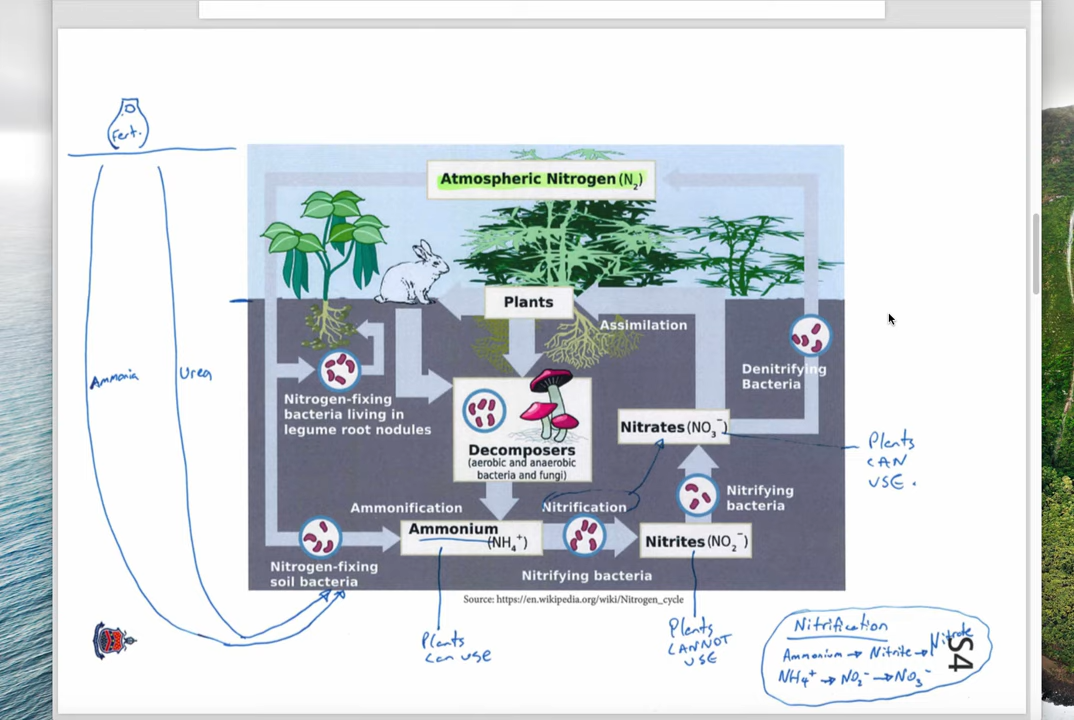 Fert.
Atmospheric Nitrogen (N₂)
Plants
Assimilation
Ammonia
Urea
Denitrifying
Bacteria
Nitrogen-fixing
bacteria living in
legume root nodules
Nitrates (NO₃⁻)
Plants
CAN
USE.
Decomposers
(aerobic and anaerobic
bacteria and fungi)
Nitrifying
bacteria
Ammonification
Nitrification
Ammonium
(NH₄⁺)
Nitrites (NO₂⁻)
Nitrogen-fixing
soil bacteria
Nitrifying bacteria
Source: https://en.wikipedia.org/wiki/Nitrogen_cycle
Plants
can use
Plants
CANNOT
USE
Nitrification
Ammonium → Nitrite → Nitrate
NH₄⁺ → NO₂⁻ → NO₃⁻
S4